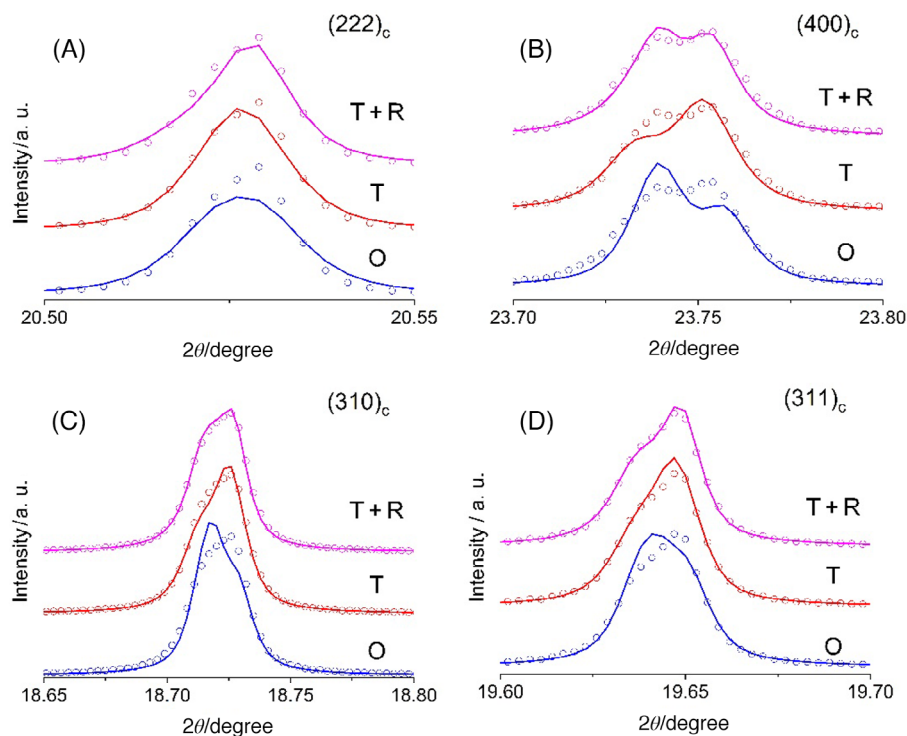 (A)
(222)c
T + R
T
O
Intensity/a. u.
20.50
20.55
2θ/degree
(B)
(400)c
T + R
T
O
23.70
23.75
23.80
2θ/degree
(C)
(310)c
T + R
T
O
Intensity/a. u.
18.65
18.70
18.75
18.80
2θ/degree
(D)
(311)c
T + R
T
O
Intensity / a. u.
19.60
19.65
19.70
2θ/degree